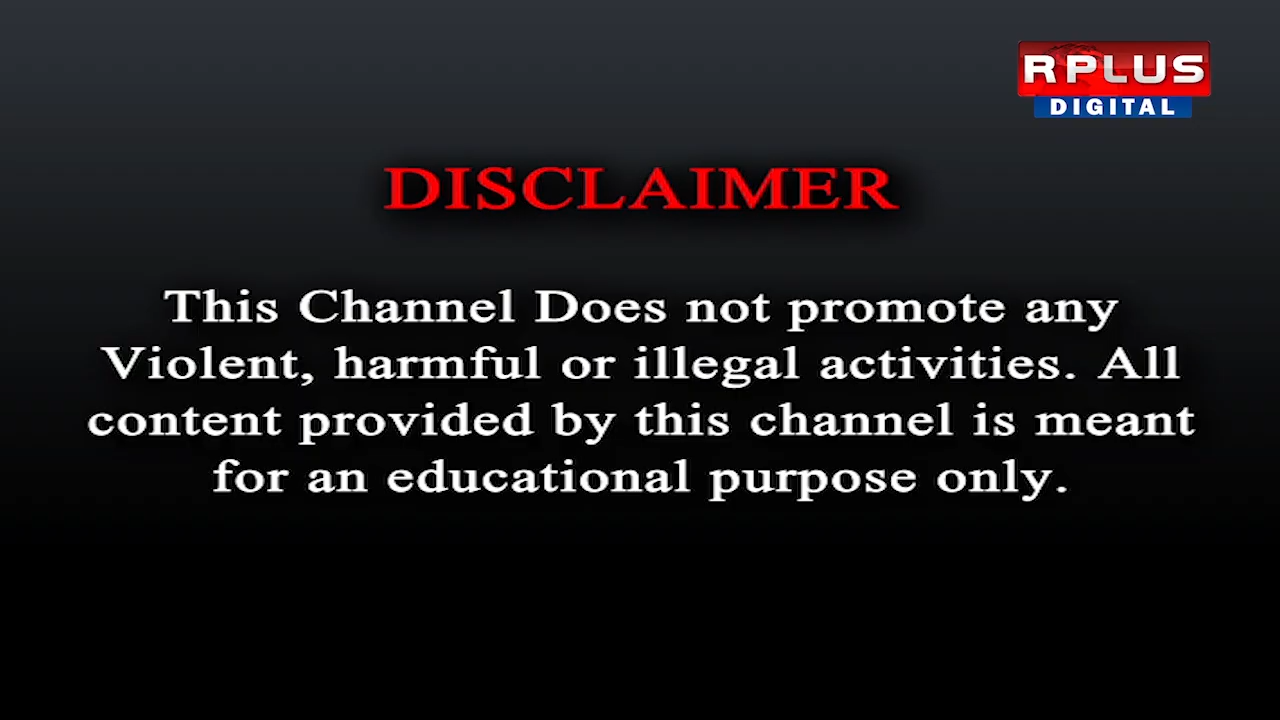 RPLUS
DIGITAL
DISCLAIMER
This Channel Does not promote any
Violent, harmful or illegal activities. All
content provided by this channel is meant
for an educational purpose only.